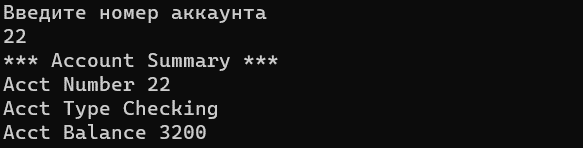 Введите номер аккаунта
22
*** Account Summary ***
Acct Number 22
Acct Type Checking
Acct Balance 3200